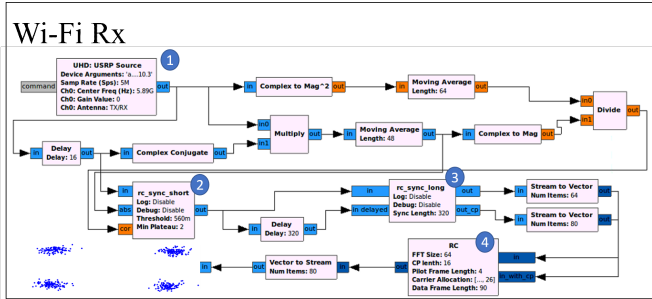 Wi-Fi Rx
1
UHD: USRP Source
Device Arguments: 'a...10.3'
Samp Rate (Sps): 5M
Ch0: Center Freq (Hz): 5.89G
Ch0: Gain Value: 0
Ch0: Antenna: TX/RX
command
out
in
Complex to Mag^2
out
in
Moving Average
Length: 64
out
in0
in1
Divide
out
in
Delay
Delay: 16
out
in
Complex Conjugate
out
in0
in1
Multiply
out
in
Moving Average
Length: 48
out
in
Complex to Mag
out
2
rc_sync_short
Log: Disable
Debug: Disable
Threshold: 560m
Min Plateau: 2
in
abs
cor
out
in
Delay
Delay: 320
out
3
rc_sync_long
Log: Disable
Debug: Disable
Sync Length: 320
in
in delayed
out
out_cp
in
Stream to Vector
Num Items: 64
out
in
Stream to Vector
Num Items: 80
out
4
RC
FFT Size: 64
CP lenth: 16
Pilot Frame Length: 4
Carrier Allocation: [..., 26]
Data Frame Length: 90
in
in_with_cp
out
in
Vector to Stream
Num Items: 80
out
in